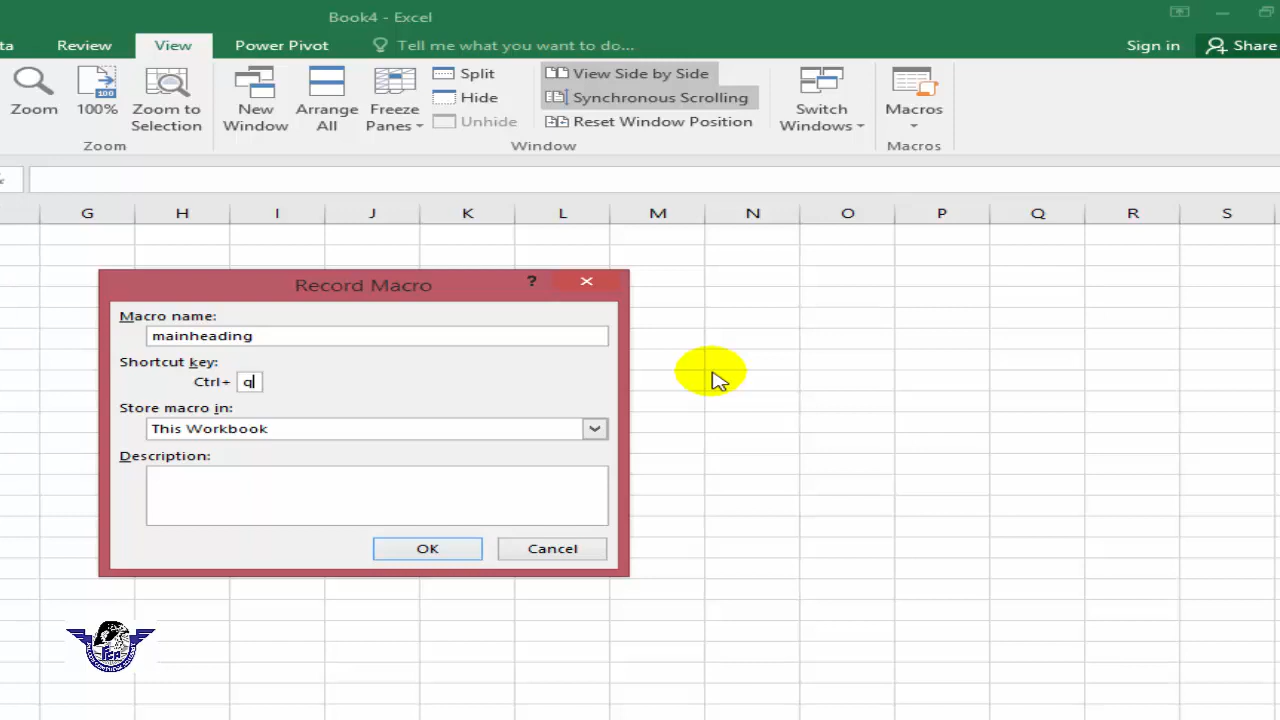 Book4 - Excel
ta Review View Power Pivot Tell me what you want to do... Sign in Share
Zoom 100% Zoom to Selection New Window Arrange All Freeze Panes Split Hide Unhide View Side by Side Synchronous Scrolling Reset Window Position Switch Windows Macros
Zoom Window Macros
G H I J K L M N O P Q R S
Record Macro ?
Macro name:
mainheading
Shortcut key:
Ctrl+ q
Store macro in:
This Workbook
Description:
OK Cancel